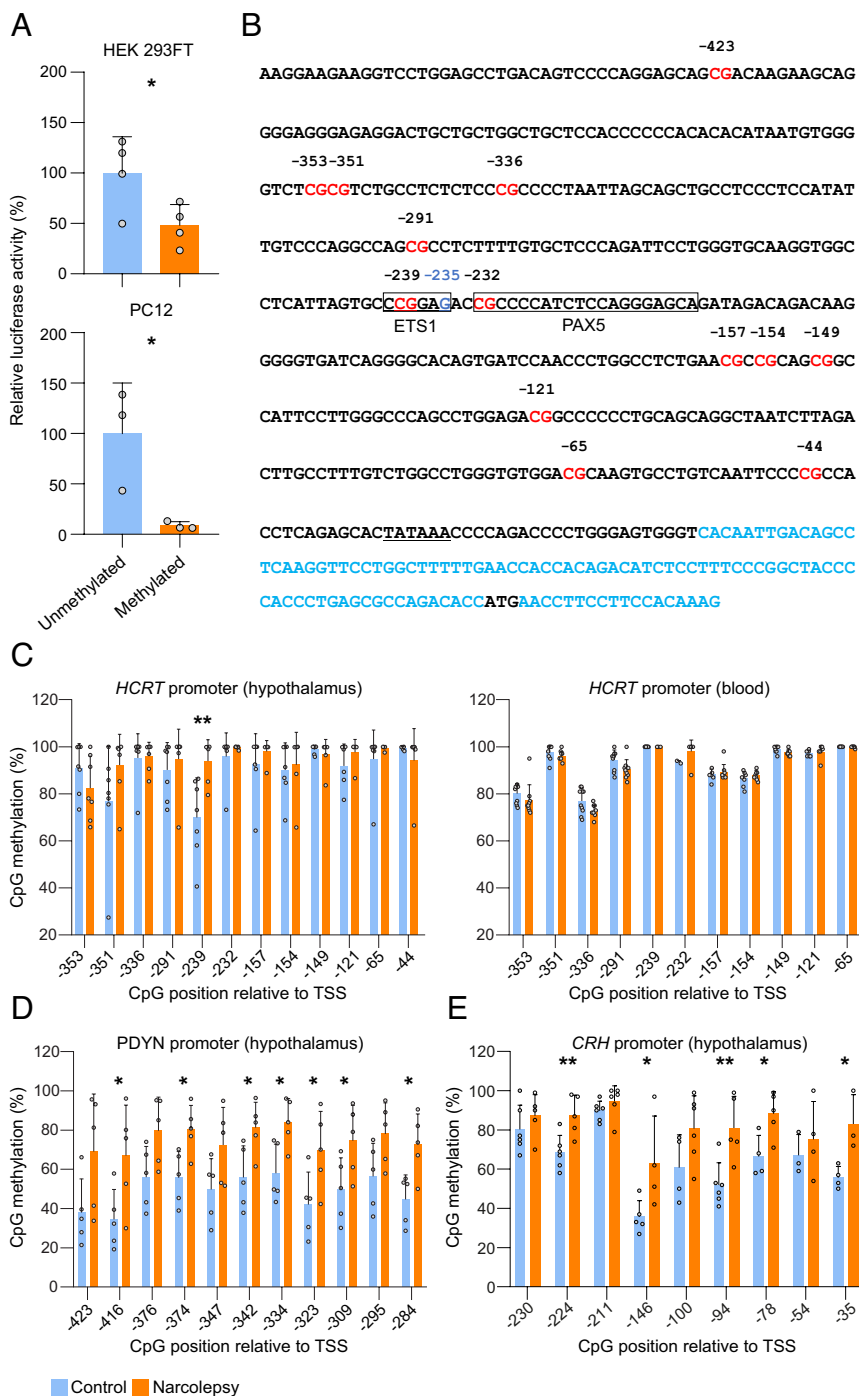 A
HEK 293FT
*
200
150
100
50
0
PC12
*
200
150
100
50
0
Relative luciferase activity (%)
Unmethylated
Methylated
B
-423
AAGGAAGAAGGTCCTGGAGCCTGACAGTCCCCAGGAGCAGCGACAAGAAGCAG
GGGAGGGAGAGGACTGCTGCTGGCTGCTCCACCCCCCACACACATAATGTGGG
-353-351 -336
GTCTCGCGTCTGCCTCTCTCCCGCCCCTAATTAGCAGCTGCCTCCCTCCATAT
-291
TGTCCCAGGCCAGCGCCTCTTTTGTGCTCCCAGATTCCTGGGTGCAAGGTGGC
-239 -235 -232
CTCATTAGTGCCCGGAGACCGCCCCATCTCCAGGGAGCAGATAGACAGACAAG
ETS1 PAX5
-157 -154 -149
GGGGTGATCAGGGGCACAGTGATCCAACCCTGGCCTCTGAACGCCGCAGCGGC
-121
CATTCCTTGGGCCCAGCCTGGAGACGGCCCCCCTGCAGCAGGCTAATCTTAGA
-65 -44
CTTGCCTTTGTCTGGCCTGGGTGTGGACGCAAGTGCCTGTCAATTCCCCGCCA
CCTCAGAGCACTATAAACCCCAGACCCCTGGGAGTGGGTCACAATTGACAGCC
TCAAGGTTCCTGGCTTTTTGAACCACCACAGACATCTCCTTTCCCGGCTACCC
CACCCTGAGCGCCAGACACCATGAACCTTCCTTCCACAAAG
C
HCRT promoter (hypothalamus)
CpG methylation (%)
120
100
80
60
40
20
**
-353 -351 -336 -291 -239 -232 -157 -154 -149 -121 -65 -44
CpG position relative to TSS
HCRT promoter (blood)
120
100
80
60
40
20
-353 -351 -336 -291 -239 -232 -157 -154 -149 -121 -65
CpG position relative to TSS
D
PDYN promoter (hypothalamus)
CpG methylation (%)
120
100
80
60
40
20
0
* * * * * * *
-423 -416 -376 -374 -347 -342 -334 -323 -309 -295 -284
CpG position relative to TSS
E
CRH promoter (hypothalamus)
CpG methylation (%)
120
100
80
60
40
20
0
** * ** * *
-230 -224 -211 -146 -100 -94 -78 -54 -35
CpG position relative to TSS
Control Narcolepsy